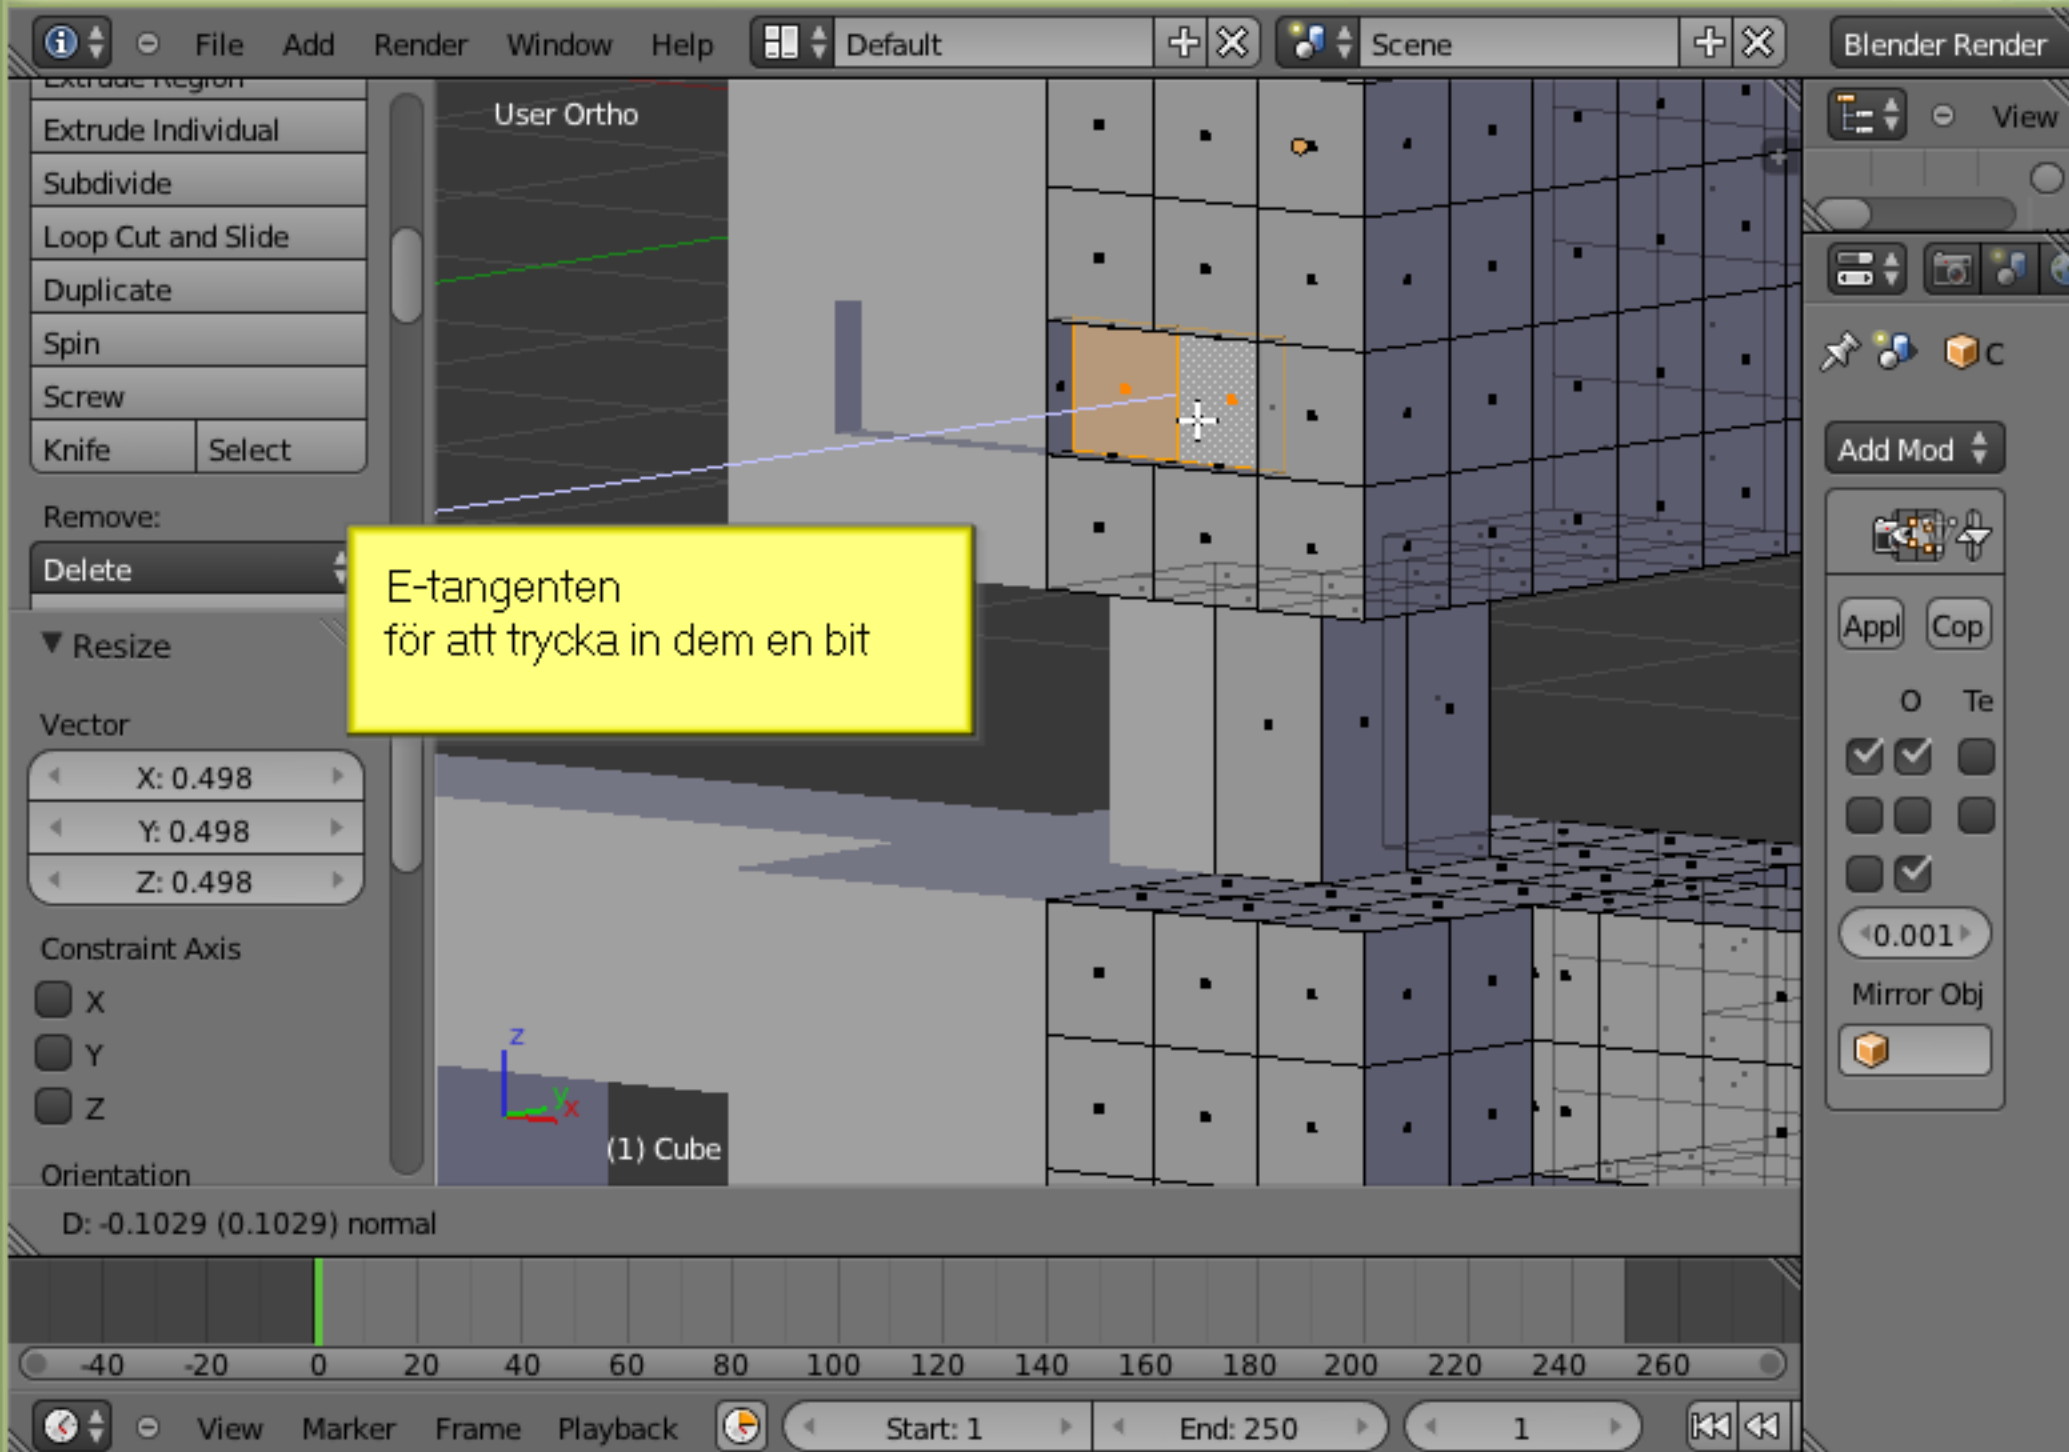 File Add Render Window Help Default Scene Blender Render
Extrude Region
Extrude Individual
Subdivide
Loop Cut and Slide
Duplicate
Spin
Screw
Knife Select
Remove:
Delete
Resize
Vector
X: 0.498
Y: 0.498
Z: 0.498
Constraint Axis
X
Y
Z
Orientation
User Ortho
E-tangenten
för att trycka in dem en bit
z
y
x
(1) Cube
D: -0.1029 (0.1029) normal
-40 -20 0 20 40 60 80 100 120 140 160 180 200 220 240 260
View Marker Frame Playback Start: 1 End: 250 1
View
C
Add Mod
Appl Cop
O Te
0.001
Mirror Obj